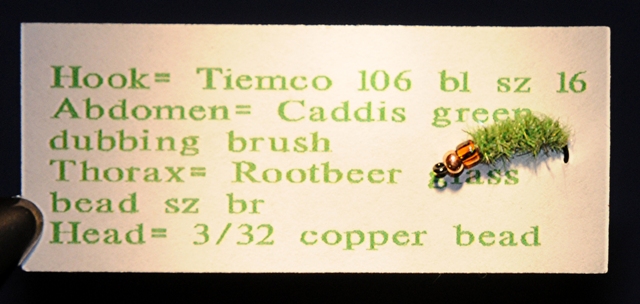 Hook= Tiemco 106 bl sz 16
Abdomen= Caddis green
dubbing brush
Thorax= Rootbeer glass
bead sz br
Head= 3/32 copper bead